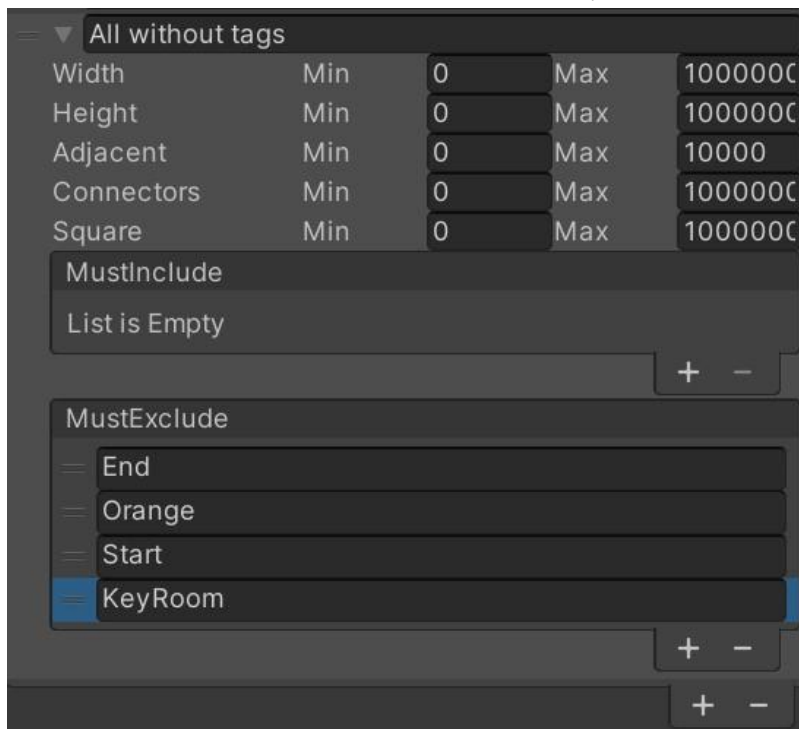 All without tags
Width Min 0 Max 1000000
Height Min 0 Max 1000000
Adjacent Min 0 Max 10000
Connectors Min 0 Max 1000000
Square Min 0 Max 1000000
MustInclude
List is Empty
+ −
MustExclude
End
Orange
Start
KeyRoom
+ −
+ −